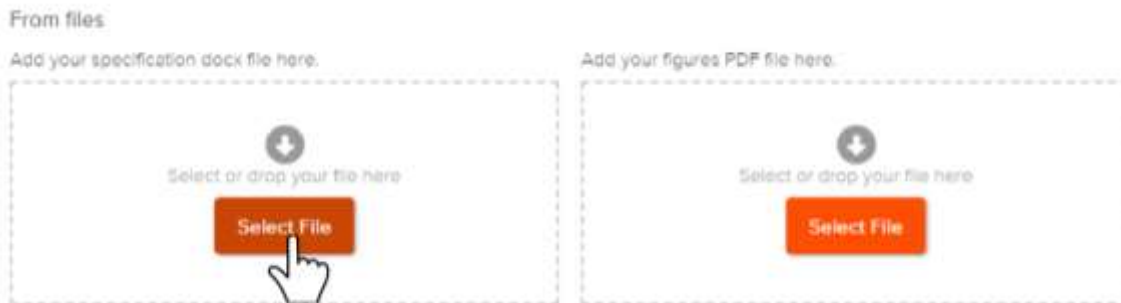 From files
Add your specification docx file here.
Add your figures PDF file here.
Select or drop your file here
Select or drop your file here
Select File
Select File